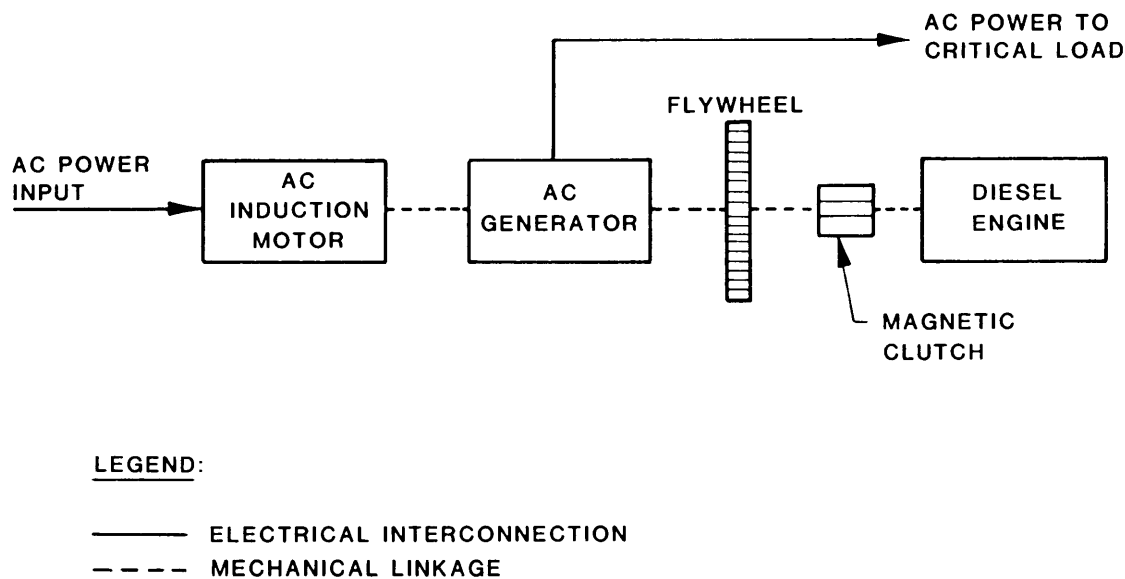 AC POWER TO
CRITICAL LOAD
FLYWHEEL
AC POWER
INPUT
AC
INDUCTION
MOTOR
AC
GENERATOR
DIESEL
ENGINE
MAGNETIC
CLUTCH
LEGEND:
ELECTRICAL INTERCONNECTION
MECHANICAL LINKAGE